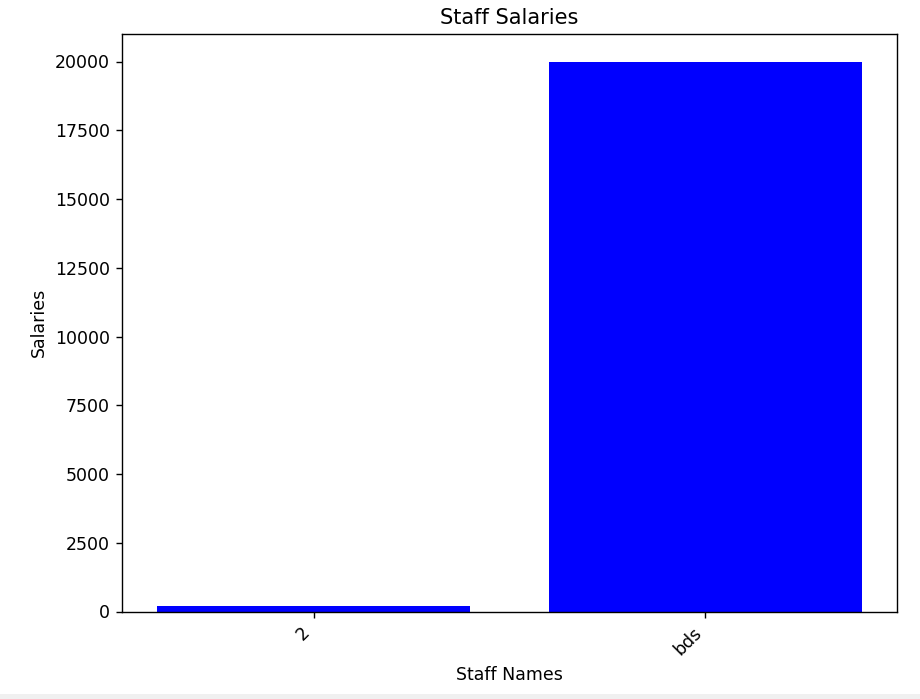 Staff Salaries
20000
17500
15000
12500
10000
7500
5000
2500
0
Salaries
2
bds
Staff Names